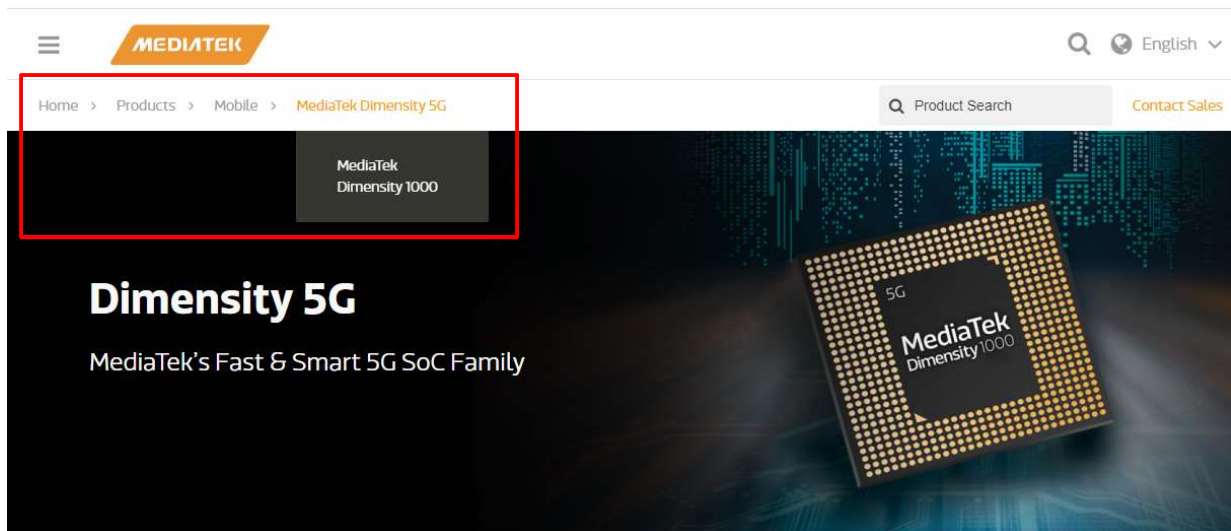 MEDIATEK
English
Home > Products > Mobile > MediaTek Dimensity 5G
Product Search
Contact Sales
MediaTek
Dimensity 1000
Dimensity 5G
MediaTek's Fast & Smart 5G SoC Family
5G
MediaTek
Dimensity 1000